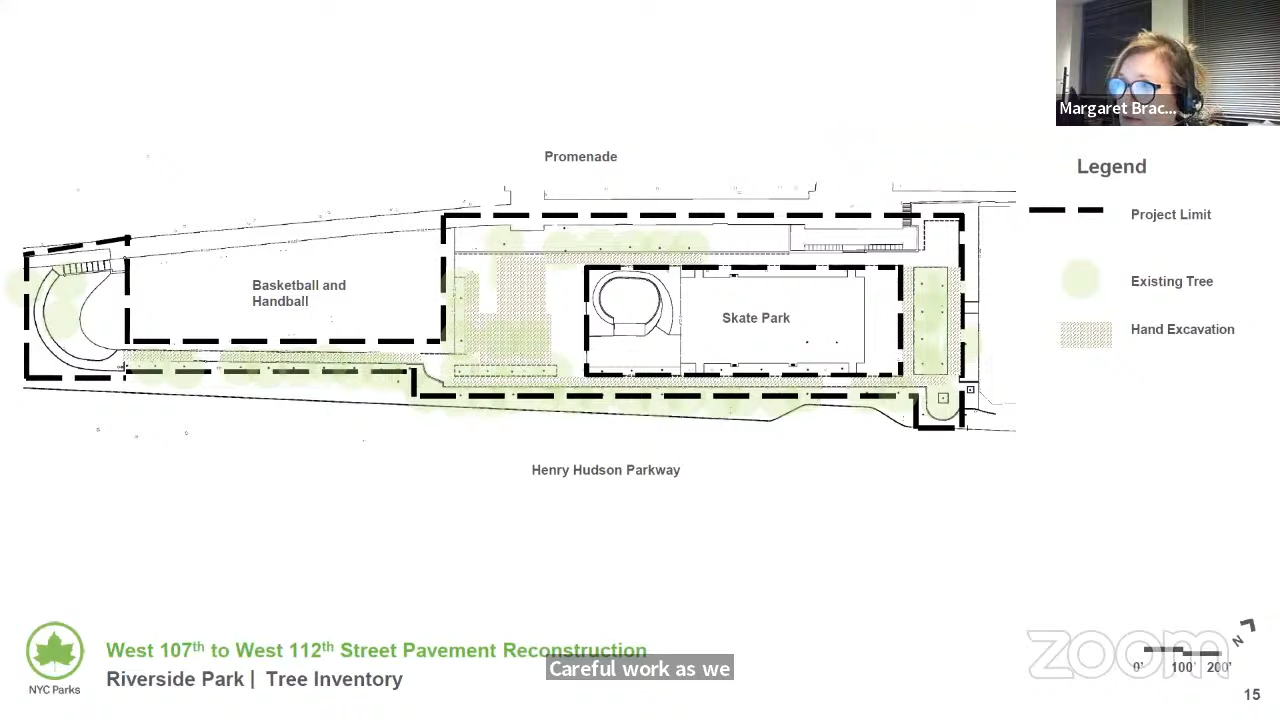 Margaret Brac...
Promenade
Legend
Project Limit
Basketball and
Handball
Existing Tree
Skate Park
Hand Excavation
Henry Hudson Parkway
West 107th to West 112th Street Pavement Reconstruction
Riverside Park | Tree Inventory
NYC Parks
Careful work as we
zoom
N
0' 100' 200'
15